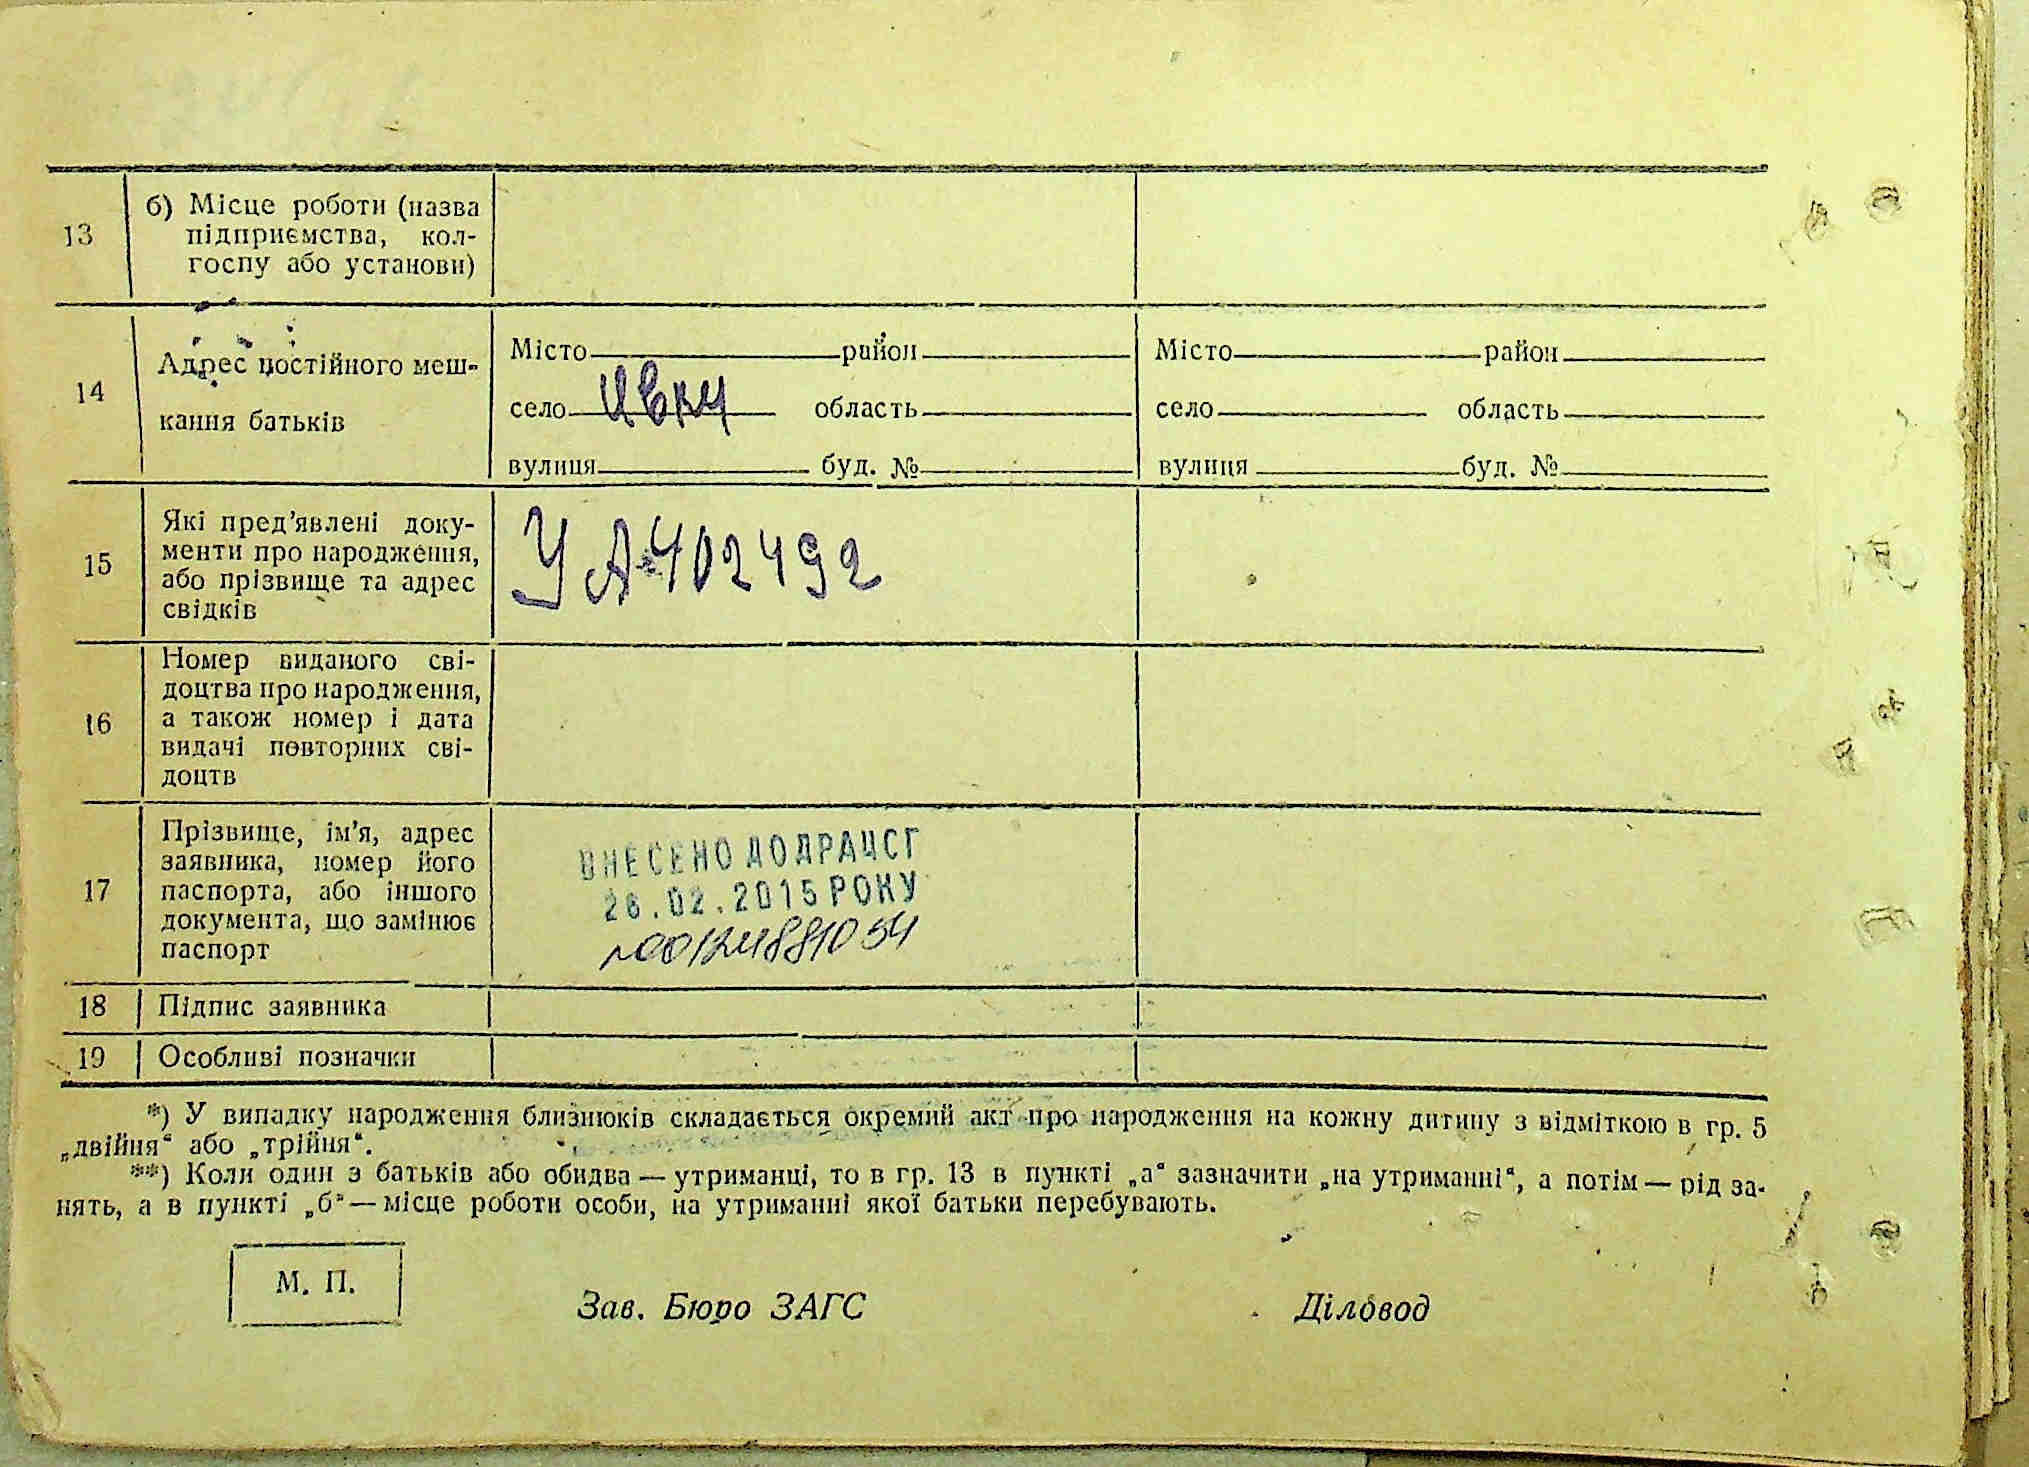 13
б) Місце роботи (назва
підприємства, кол-
госпу або установи)
14
Адрес постійного меш-
кання батьків
Місто район
село Ивки область
вулиця буд. №
Місто район
село область
вулиця буд. №
15
Які пред'явлені доку-
менти про народження,
або прізвище та адрес
свідків
УА 402492
16
Номер виданого сві-
доцтва про народження,
а також номер і дата
видачі повторних сві-
доцтв
17
Прізвище, ім'я, адрес
заявника, номер його
паспорта, або іншого
документа, що замінює
паспорт
ВНЕСЕНО ДО ДРАЦСГ
26.02.2015 РОКУ
18 Підпис заявника
19 Особливі позначки
*) У випадку народження близнюків складається окремий акт про народження на кожну дитину з відміткою в гр. 5
„двійня“ або „трійня“.
**) Коли один з батьків або обидва — утриманці, то в гр. 13 в пункті „а“ зазначити „на утриманні“, а потім — рід за-
нять, а в пункті „б“ — місце роботи особи, на утриманні якої батьки перебувають.
М. П.
Зав. Бюро ЗАГС
Діловод